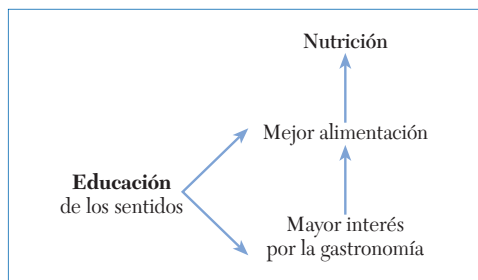 Nutrición
Mejor alimentación
Educación
de los sentidos
Mayor interés
por la gastronomía